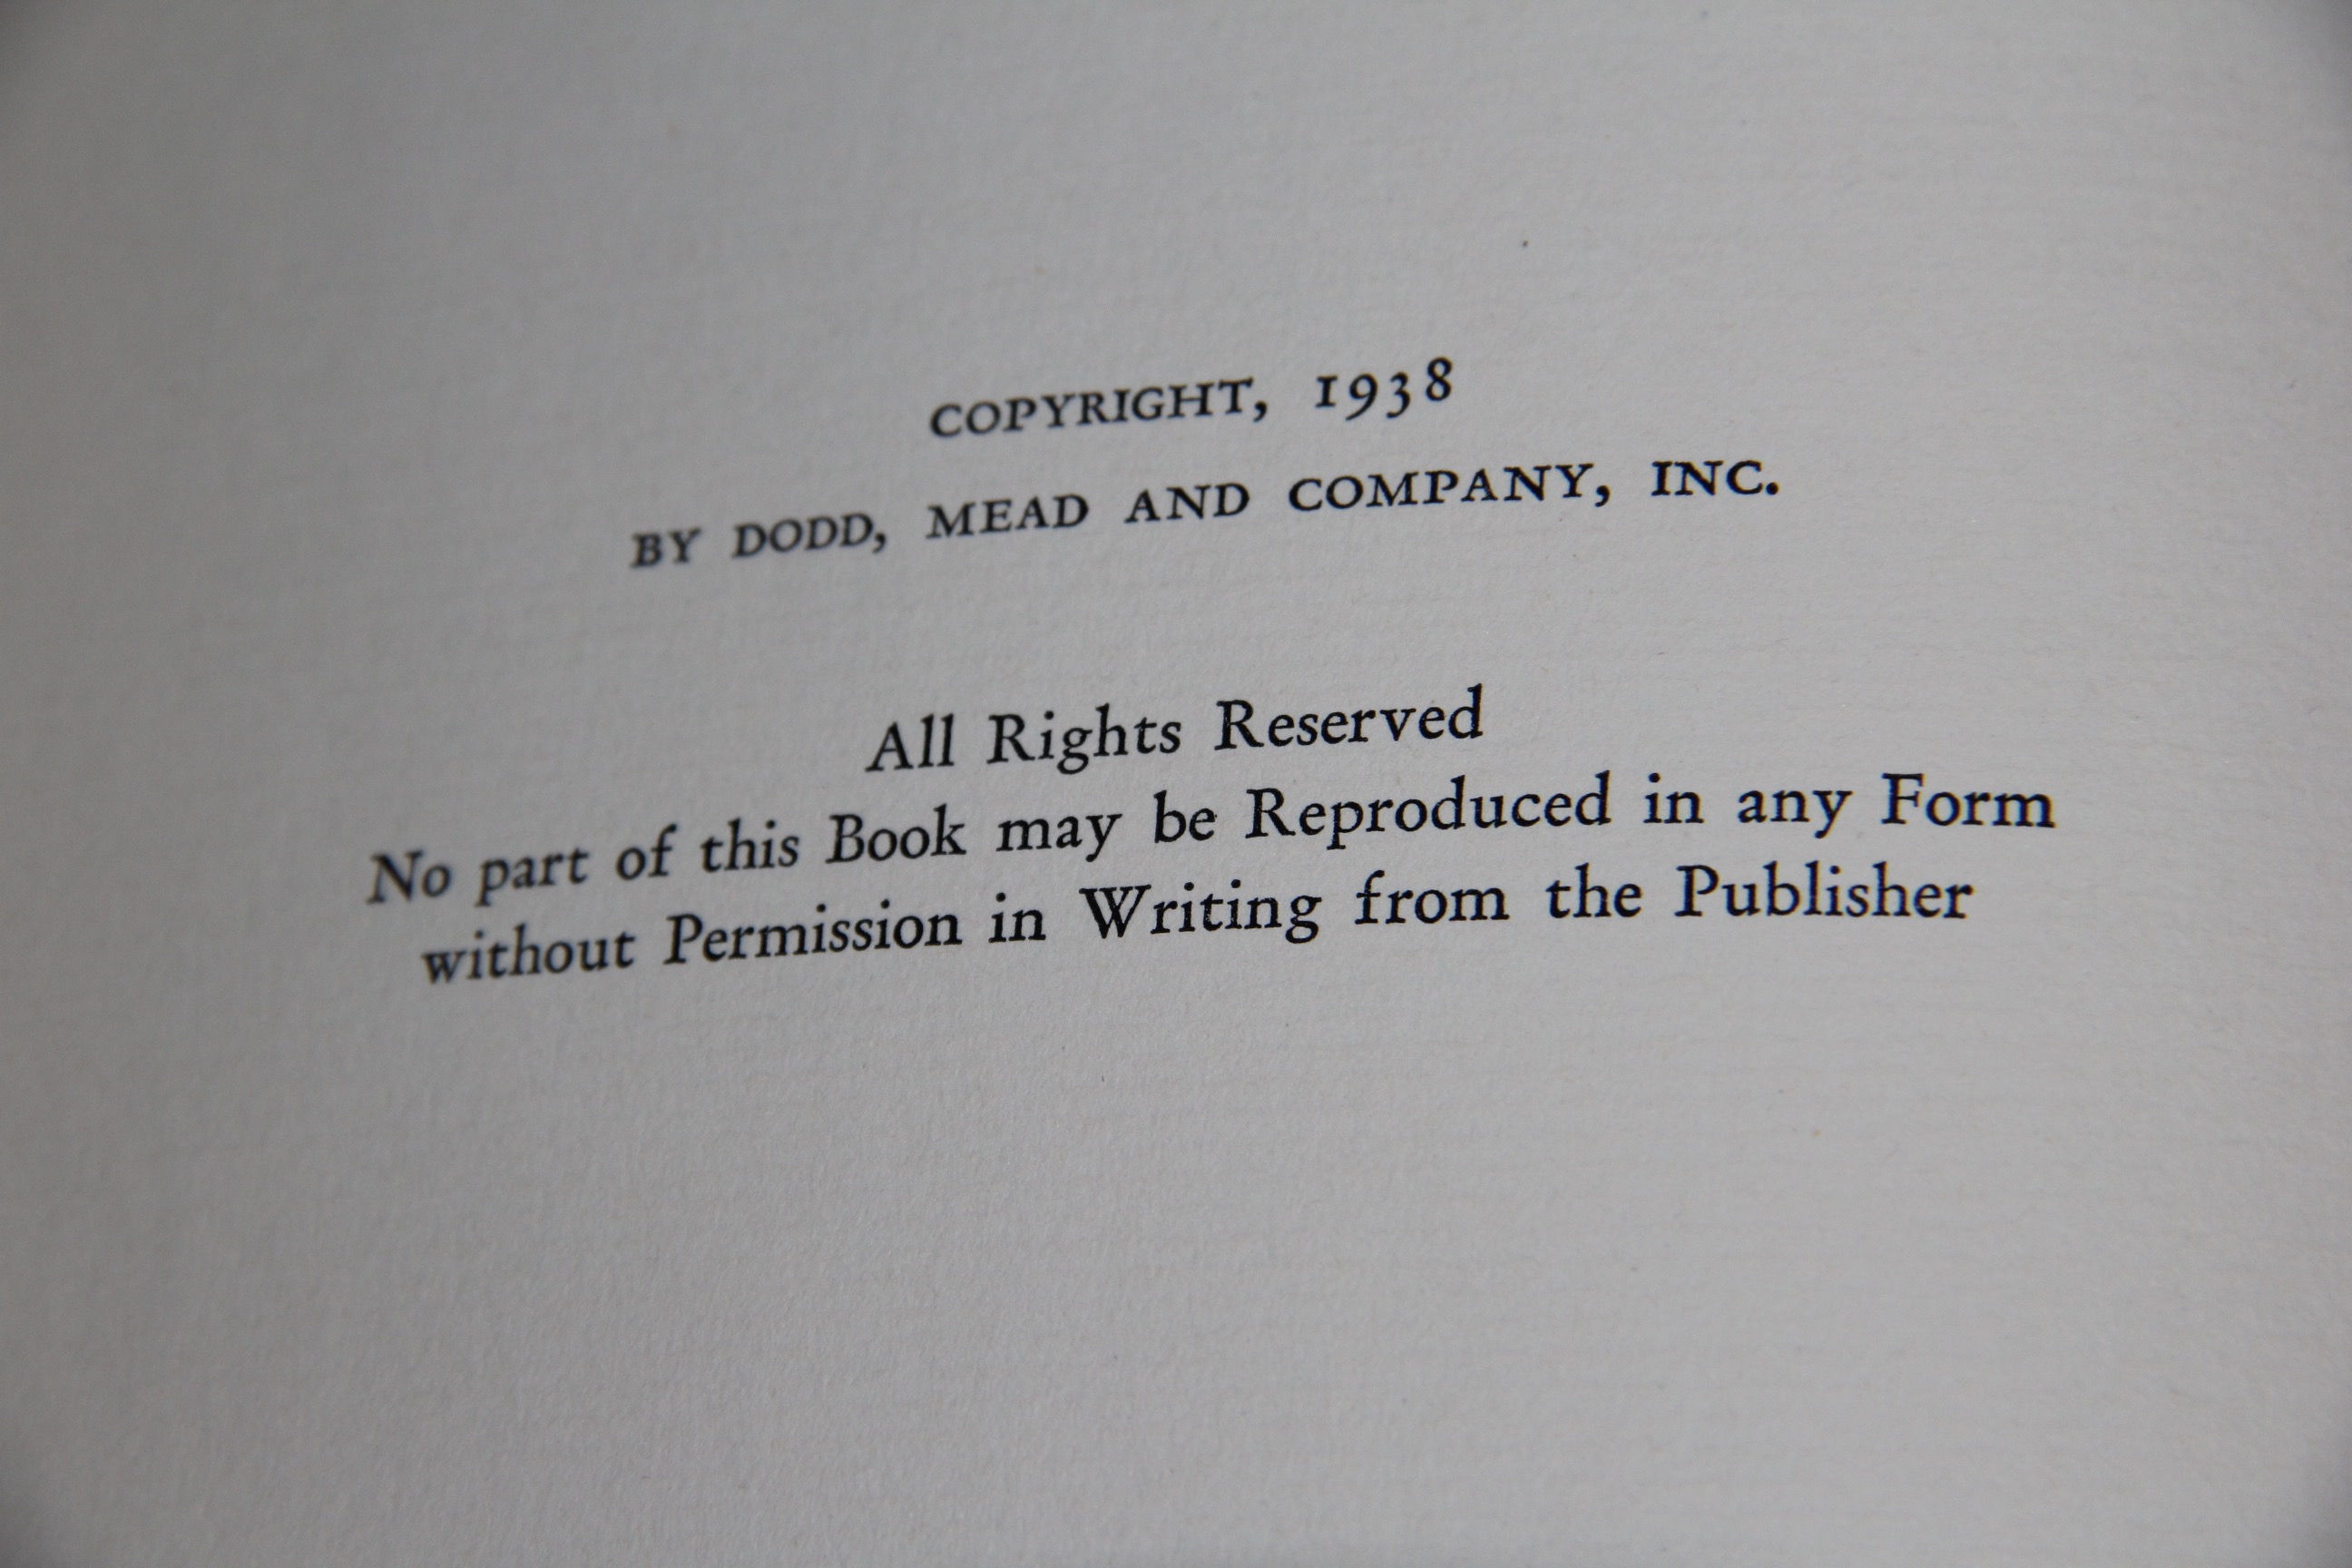 COPYRIGHT, 1938
BY DODD, MEAD AND COMPANY, INC.
All Rights Reserved
No part of this Book may be Reproduced in any Form
without Permission in Writing from the Publisher